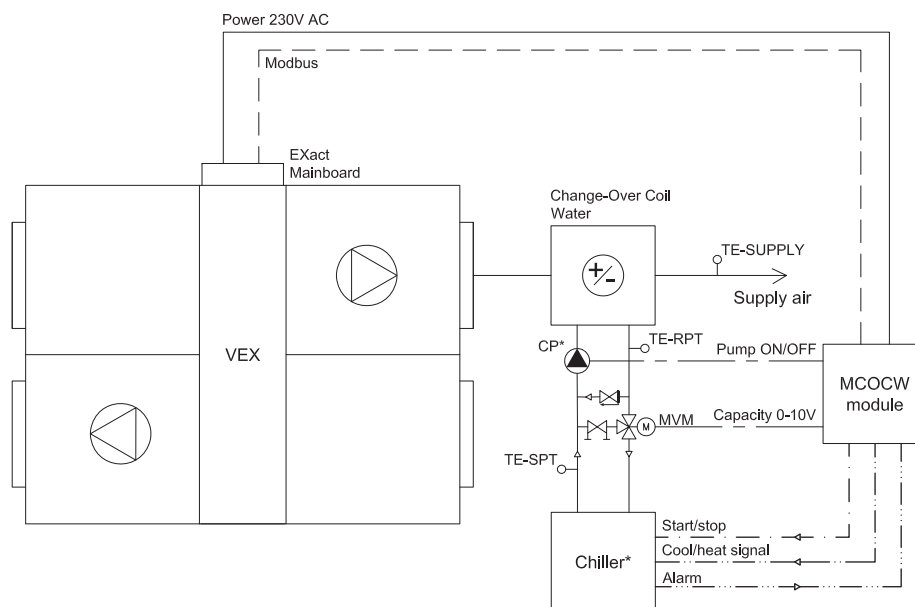 Power 230V AC
Modbus
EXact
Mainboard
Change-Over Coil
Water
+/-
TE-SUPPLY
Supply air
VEX
CP*
TE-RPT
Pump ON/OFF
MCOCW
module
M
MVM
Capacity 0-10V
TE-SPT
Start/stop
Cool/heat signal
Alarm
Chiller*